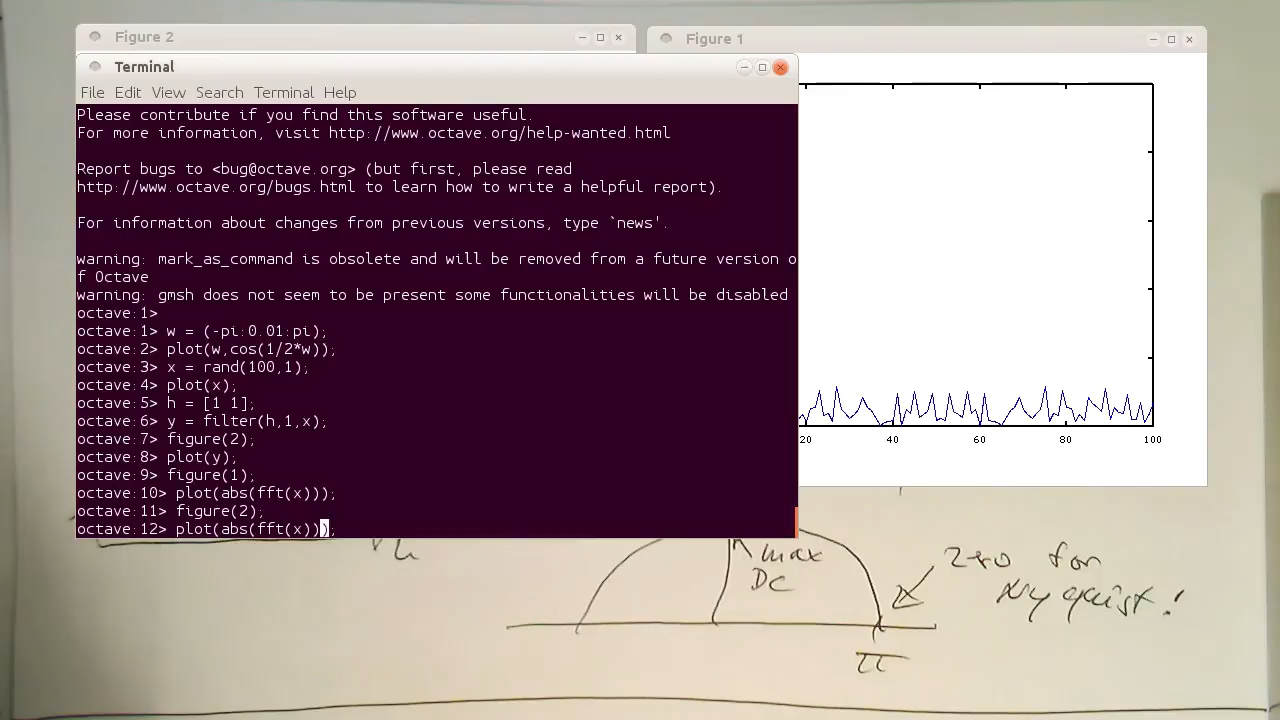 Figure 2
Figure 1
Terminal
File Edit View Search Terminal Help
Please contribute if you find this software useful.
For more information, visit http://www.octave.org/help-wanted.html
Report bugs to <bug@octave.org> (but first, please read
http://www.octave.org/bugs.html to learn how to write a helpful report).
For information about changes from previous versions, type `news'.
warning: mark_as_command is obsolete and will be removed from a future version o
f Octave
warning: gmsh does not seem to be present some functionalities will be disabled
octave:1>
octave:1> w = (-pi:0.01:pi);
octave:2> plot(w,cos(1/2*w));
octave:3> x = rand(100,1);
octave:4> plot(x);
octave:5> h = [1 1];
octave:6> y = filter(h,1,x);
octave:7> figure(2);
octave:8> plot(y);
octave:9> figure(1);
octave:10> plot(abs(fft(x)));
octave:11> figure(2);
octave:12> plot(abs(fft(x)));
20 40 60 80 100
max
DC
zero for
Nyquist!
π